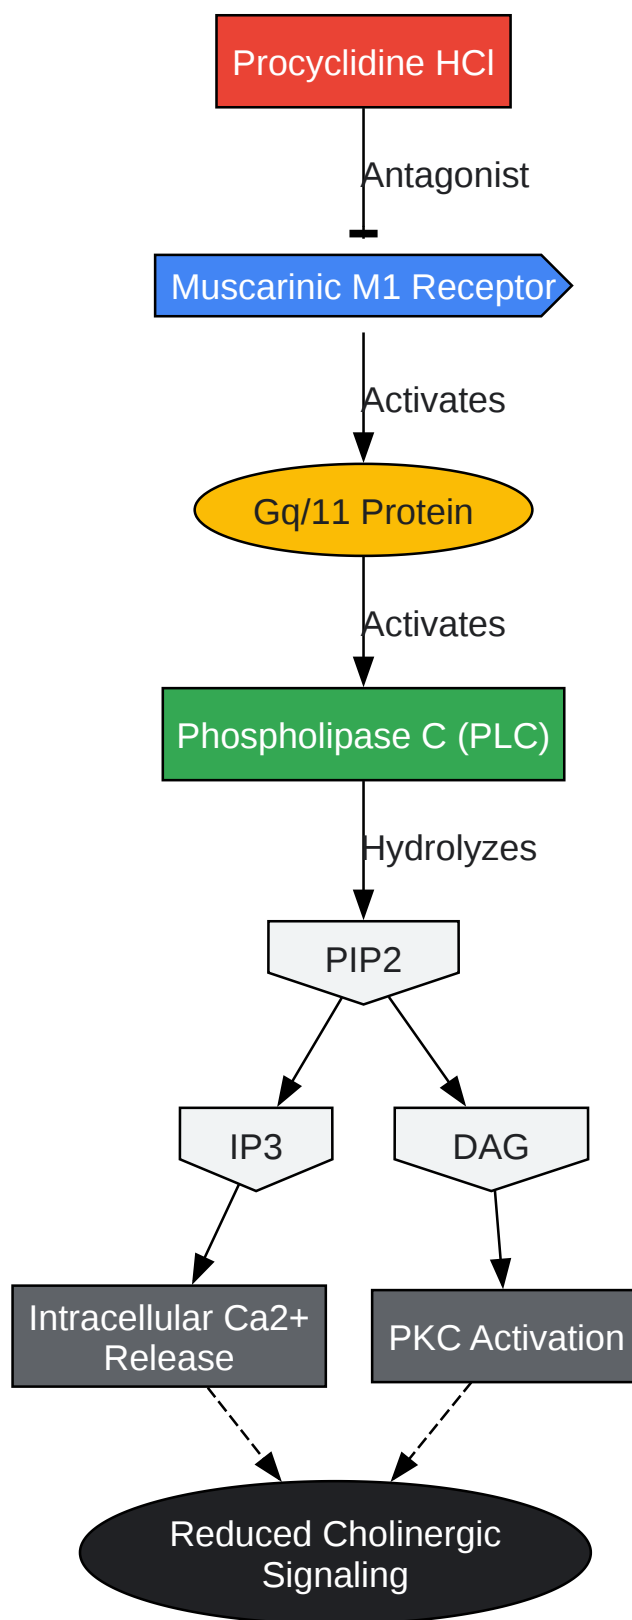 Procyclidine HCl
Antagonist
Muscarinic M1 Receptor
Activates
Gq/11 Protein
Activates
Phospholipase C (PLC)
Hydrolyzes
PIP2
IP3
DAG
Intracellular Ca2+
Release
PKC Activation
Reduced Cholinergic
Signaling